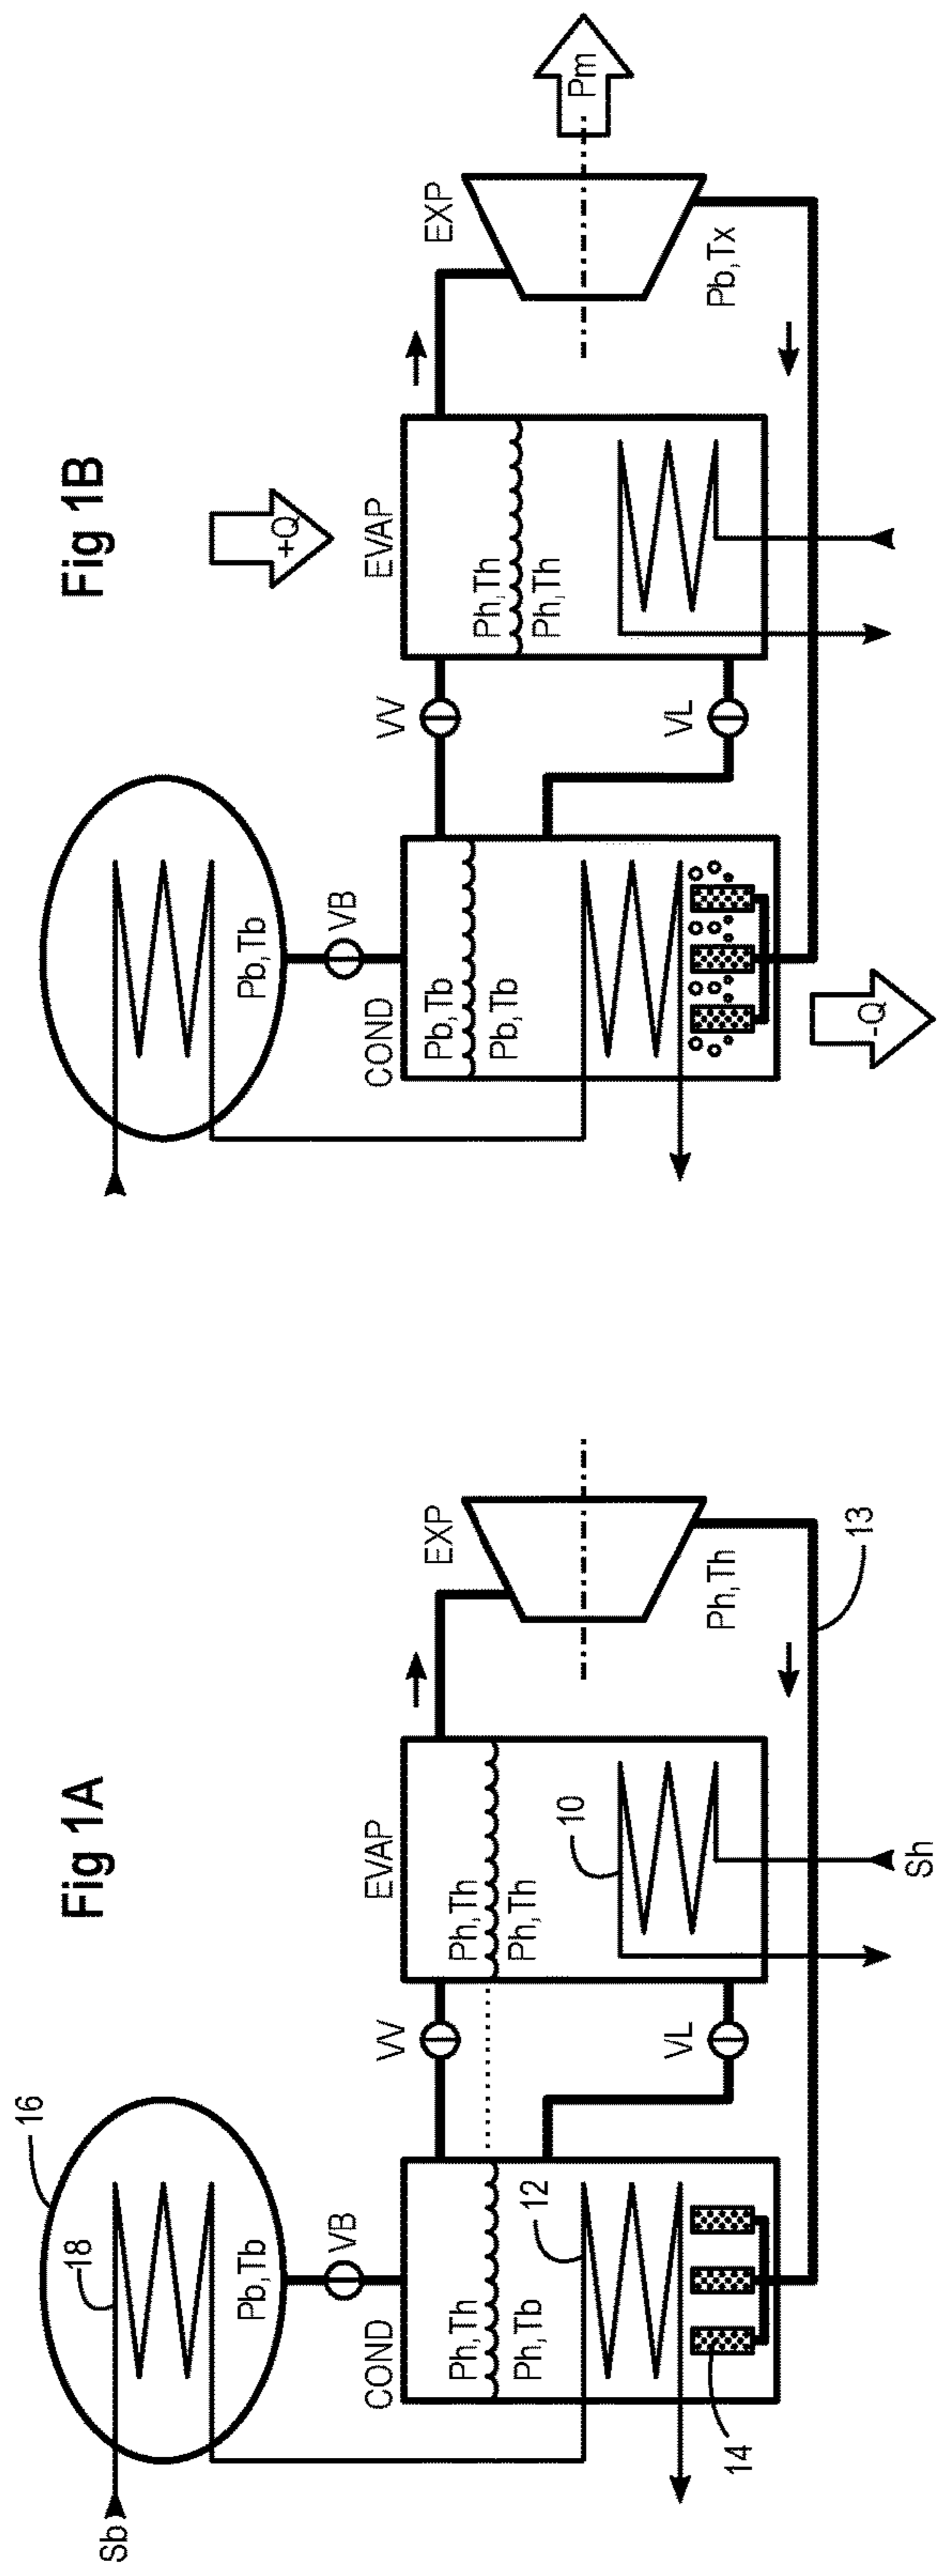 Fig 1A
Sb
18
16
Pb,Tb
VB
COND
VV
EVAP
EXP
Ph,Th
Ph,Th
Ph,Tb
Ph,Th
12
10
VL
Ph,Th
14
Sh
13
Fig 1B
Pb,Tb
VB
+Q
COND
VV
EVAP
EXP
Pb,Tb
Pb,Tb
Ph,Th
Ph,Th
Pm
VL
Pb,Tx
-Q